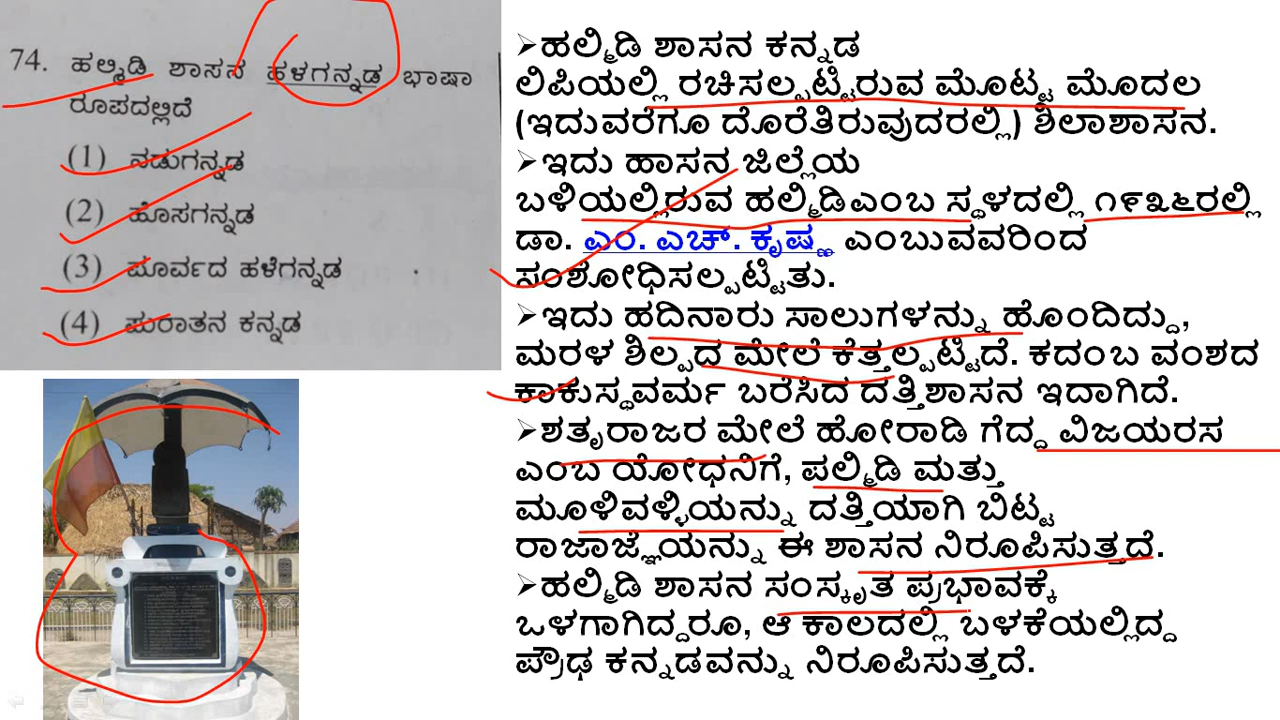 74. ಹಲ್ಮಿಡಿ ಶಾಸನ ಹಳಗನ್ನಡ ಭಾಷಾ
ರೂಪದಲ್ಲಿದೆ
(1) ನಡುಗನ್ನಡ
(2) ಹೊಸಗನ್ನಡ
(3) ಪೂರ್ವದ ಹಳೆಗನ್ನಡ
(4) ಪುರಾತನ ಕನ್ನಡ
➢ಹಲ್ಮಿಡಿ ಶಾಸನ ಕನ್ನಡ
ಲಿಪಿಯಲ್ಲಿ ರಚಿಸಲ್ಪಟ್ಟಿರುವ ಮೊಟ್ಟ ಮೊದಲ
(ಇದುವರೆಗೂ ದೊರೆತಿರುವುದರಲ್ಲಿ) ಶಿಲಾಶಾಸನ.
➢ಇದು ಹಾಸನ ಜಿಲ್ಲೆಯ
ಬಳಿಯಲ್ಲಿರುವ ಹಲ್ಮಿಡಿಎಂಬ ಸ್ಥಳದಲ್ಲಿ ೧೯೩೬ರಲ್ಲಿ
ಡಾ. ಎಂ. ಎಚ್. ಕೃಷ್ಣ ಎಂಬುವವರಿಂದ
ಸಂಶೋಧಿಸಲ್ಪಟ್ಟಿತು.
➢ಇದು ಹದಿನಾರು ಸಾಲುಗಳನ್ನು ಹೊಂದಿದ್ದು,
ಮರಳ ಶಿಲ್ಪದ ಮೇಲೆ ಕೆತ್ತಲ್ಪಟ್ಟಿದೆ. ಕದಂಬ ವಂಶದ
ಕಾಕುಸ್ಥವರ್ಮ ಬರೆಸಿದ ದತ್ತಿಶಾಸನ ಇದಾಗಿದೆ.
➢ಶತೃರಾಜರ ಮೇಲೆ ಹೋರಾಡಿ ಗೆದ್ದ ವಿಜಯರಸ
ಎಂಬ ಯೋಧನಿಗೆ, ಪಲ್ಮಿಡಿ ಮತ್ತು
ಮೂಳಿವಳ್ಳಿಯನ್ನು ದತ್ತಿಯಾಗಿ ಬಿಟ್ಟ
ರಾಜಾಜ್ಞೆಯನ್ನು ಈ ಶಾಸನ ನಿರೂಪಿಸುತ್ತದೆ.
➢ಹಲ್ಮಿಡಿ ಶಾಸನ ಸಂಸ್ಕೃತ ಪ್ರಭಾವಕ್ಕೆ
ಒಳಗಾಗಿದ್ದರೂ, ಆ ಕಾಲದಲ್ಲಿ ಬಳಕೆಯಲ್ಲಿದ್ದ
ಪ್ರೌಢ ಕನ್ನಡವನ್ನು ನಿರೂಪಿಸುತ್ತದೆ.